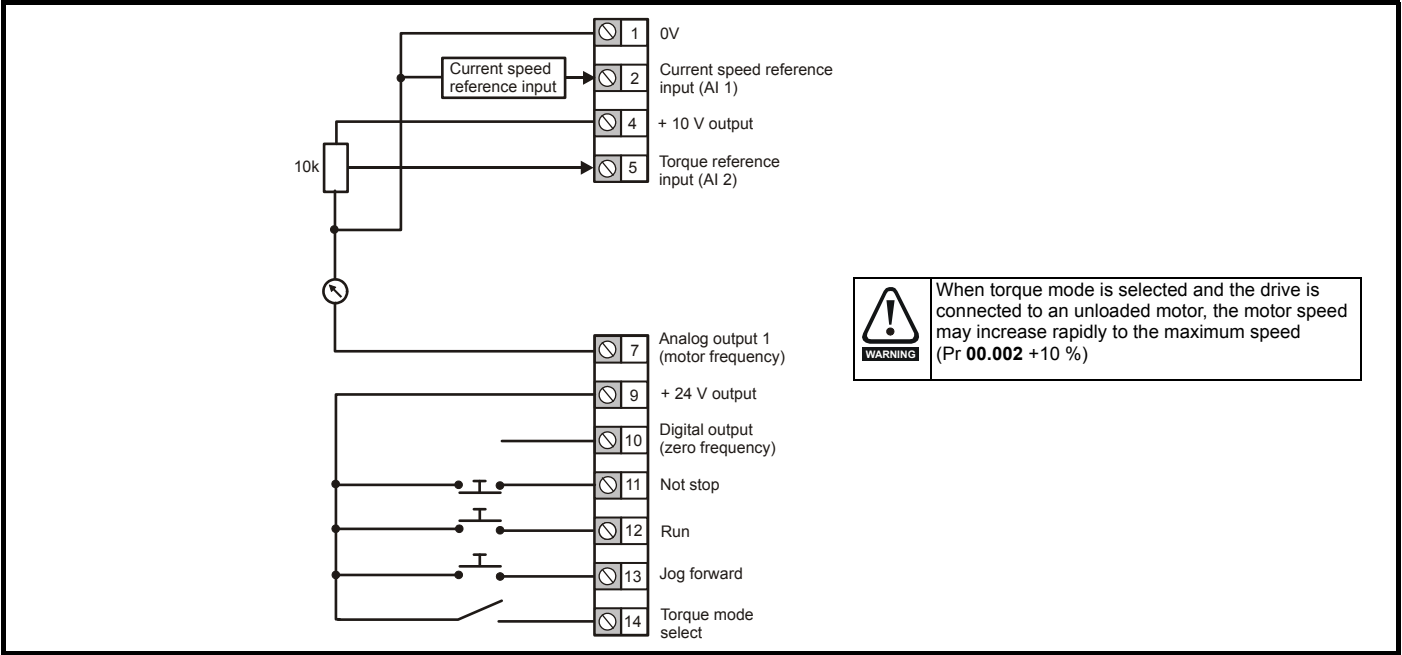 1 0V
Current speed
reference input
2 Current speed reference
input (AI 1)
4 + 10 V output
10k
5 Torque reference
input (AI 2)
When torque mode is selected and the drive is
connected to an unloaded motor, the motor speed
may increase rapidly to the maximum speed
(Pr 00.002 +10 %)
WARNING
7 Analog output 1
(motor frequency)
9 + 24 V output
10 Digital output
(zero frequency)
11 Not stop
12 Run
13 Jog forward
14 Torque mode
select